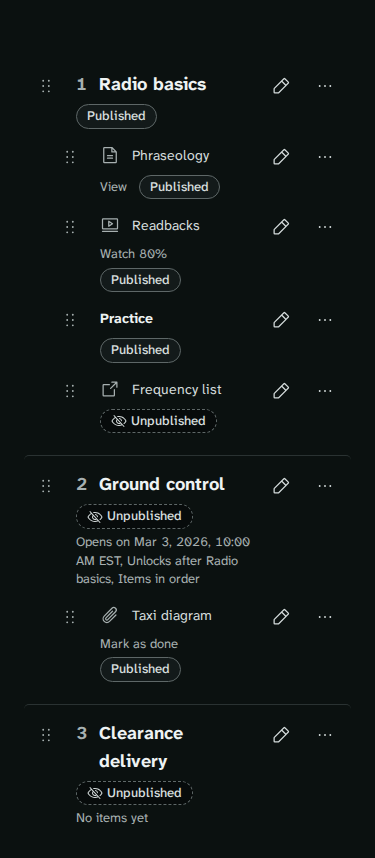 1 Radio basics
Published
Phraseology
View Published
Readbacks
Watch 80%
Published
Practice
Published
Frequency list
Unpublished
2 Ground control
Unpublished
Opens on Mar 3, 2026, 10:00
AM EST, Unlocks after Radio
basics, Items in order
Taxi diagram
Mark as done
Published
3 Clearance
delivery
Unpublished
No items yet